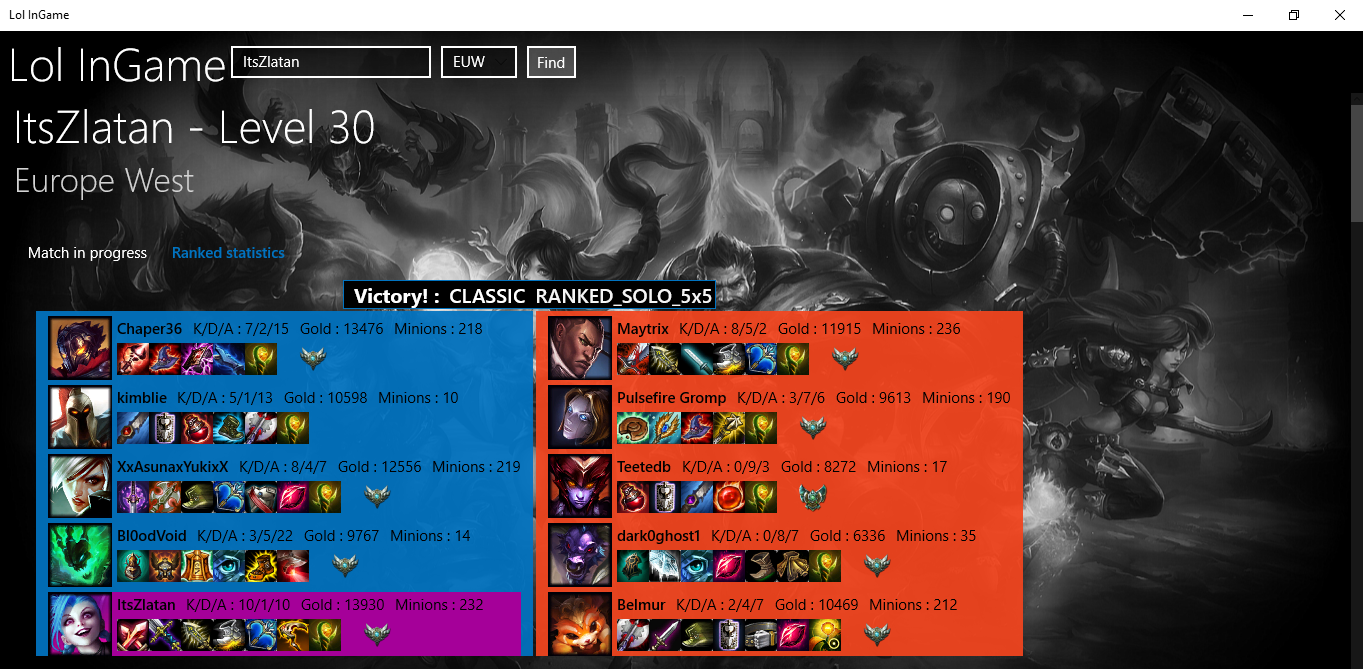 Lol InGame
Lol InGame ItsZlatan EUW Find
ItsZlatan - Level 30
Europe West
Match in progress Ranked statistics
Victory! : CLASSIC RANKED_SOLO_5x5
Chaper36 K/D/A : 7/2/15 Gold : 13476 Minions : 218
kimblie K/D/A : 5/1/13 Gold : 10598 Minions : 10
XxAsunaxYukixX K/D/A : 8/4/7 Gold : 12556 Minions : 219
Bl0odVoid K/D/A : 3/5/22 Gold : 9767 Minions : 14
ItsZlatan K/D/A : 10/1/10 Gold : 13930 Minions : 232
Maytrix K/D/A : 8/5/2 Gold : 11915 Minions : 236
Pulsefire Gromp K/D/A : 3/7/6 Gold : 9613 Minions : 190
Teetedb K/D/A : 0/9/3 Gold : 8272 Minions : 17
dark0ghost1 K/D/A : 0/8/7 Gold : 6336 Minions : 35
Belmur K/D/A : 2/4/7 Gold : 10469 Minions : 212